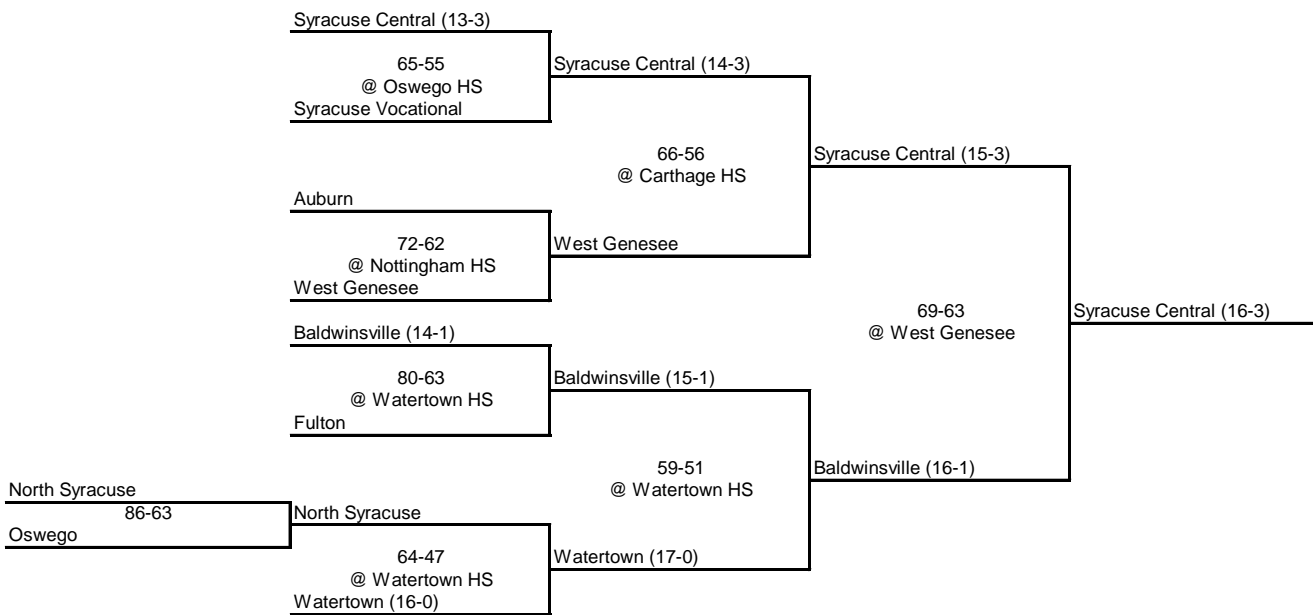 Syracuse Central (13-3)
65-55
@ Oswego HS
Syracuse Vocational
Syracuse Central (14-3)
66-56
@ Carthage HS
Auburn
72-62
@ Nottingham HS
West Genesee
West Genesee
Syracuse Central (15-3)
69-63
@ West Genesee
Syracuse Central (16-3)
Baldwinsville (14-1)
80-63
@ Watertown HS
Fulton
Baldwinsville (15-1)
59-51
@ Watertown HS
Baldwinsville (16-1)
North Syracuse
86-63
Oswego
North Syracuse
64-47
@ Watertown HS
Watertown (16-0)
Watertown (17-0)